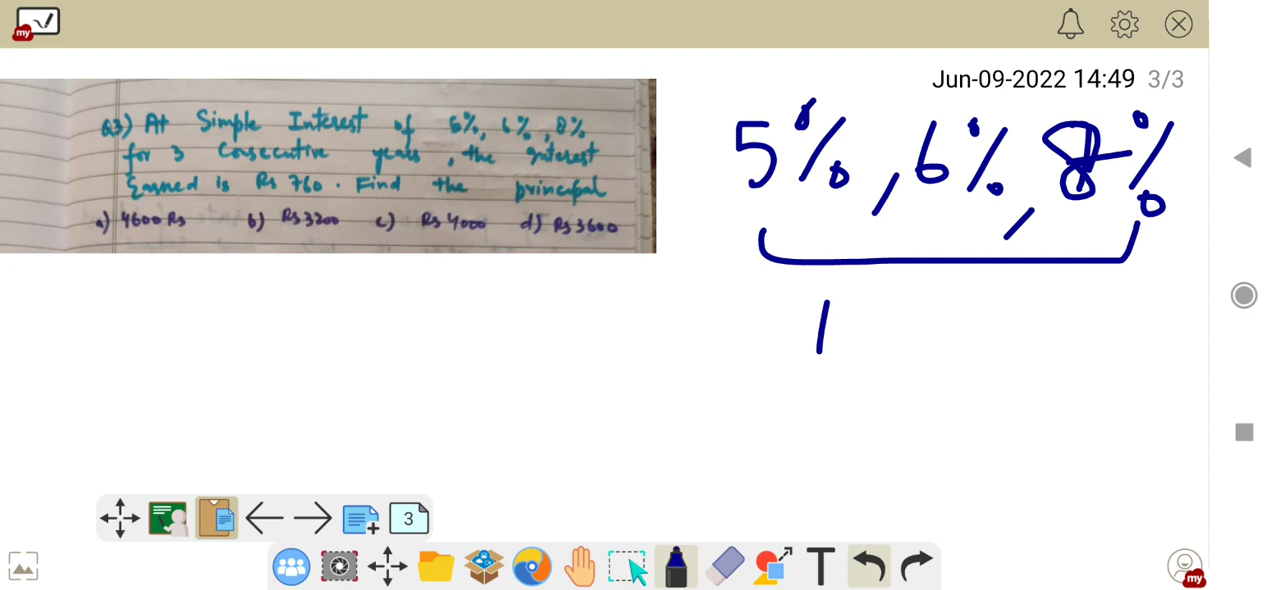 my
Jun-09-2022 14:49 3/3
Q3) At Simple Interest of 5%, 6%, 8%
for 3 Consecutive years, the interest
Earned is Rs 760. Find the principal
a) 4600 Rs b) Rs 3200 c) Rs 4000 d) Rs 3600
5%, 6%, 8%
1
3
T
my